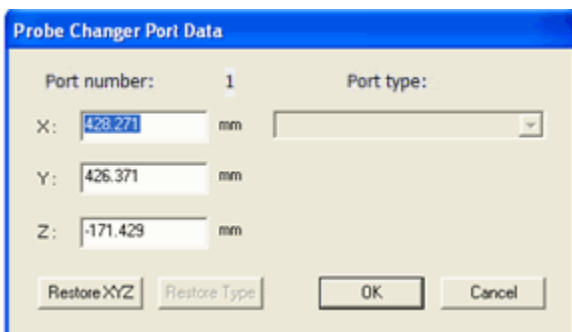 Probe Changer Port Data
Port number: 1 Port type:
X: 428.271 mm
Y: 426.371 mm
Z: -171.429 mm
Restore XYZ Restore Type OK Cancel